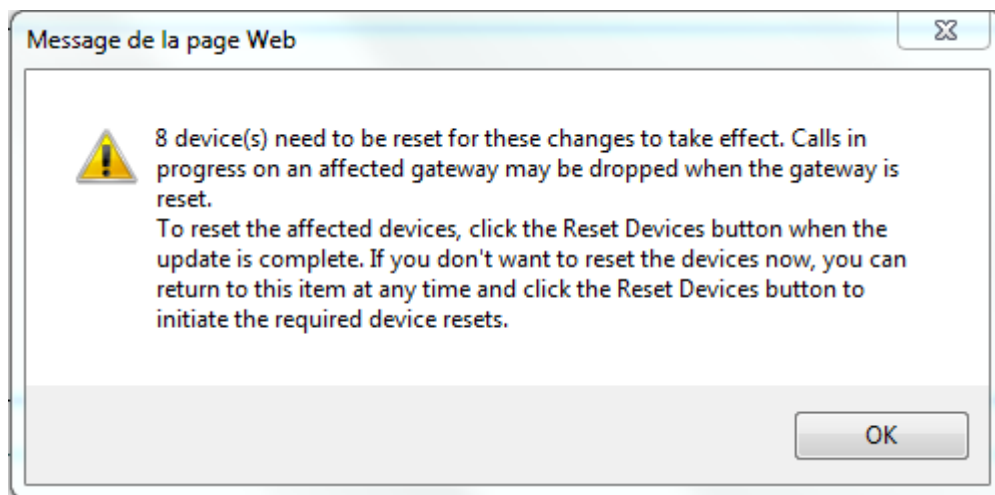 Message de la page Web
8 device(s) need to be reset for these changes to take effect. Calls in
progress on an affected gateway may be dropped when the gateway is
reset.
To reset the affected devices, click the Reset Devices button when the
update is complete. If you don't want to reset the devices now, you can
return to this item at any time and click the Reset Devices button to
initiate the required device resets.
OK